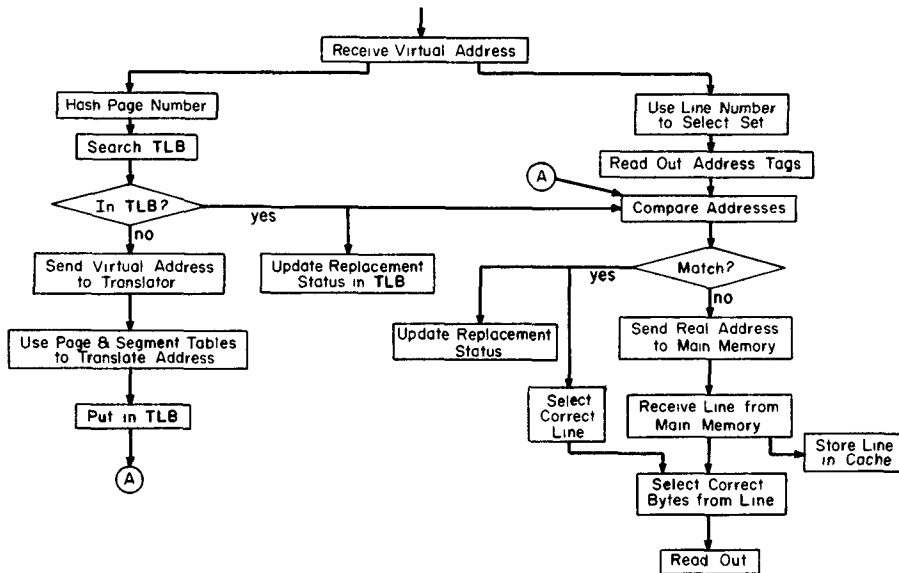 Receive Virtual Address
Hash Page Number
Search TLB
In TLB?
yes
no
Send Virtual Address
to Translator
Update Replacement
Status in TLB
Use Page & Segment Tables
to Translate Address
Put in TLB
A
Use Line Number
to Select Set
Read Out Address Tags
A
Compare Addresses
Match?
yes
no
Update Replacement
Status
Send Real Address
to Main Memory
Select
Correct
Line
Receive Line from
Main Memory
Store Line
in Cache
Select Correct
Bytes from Line
Read Out